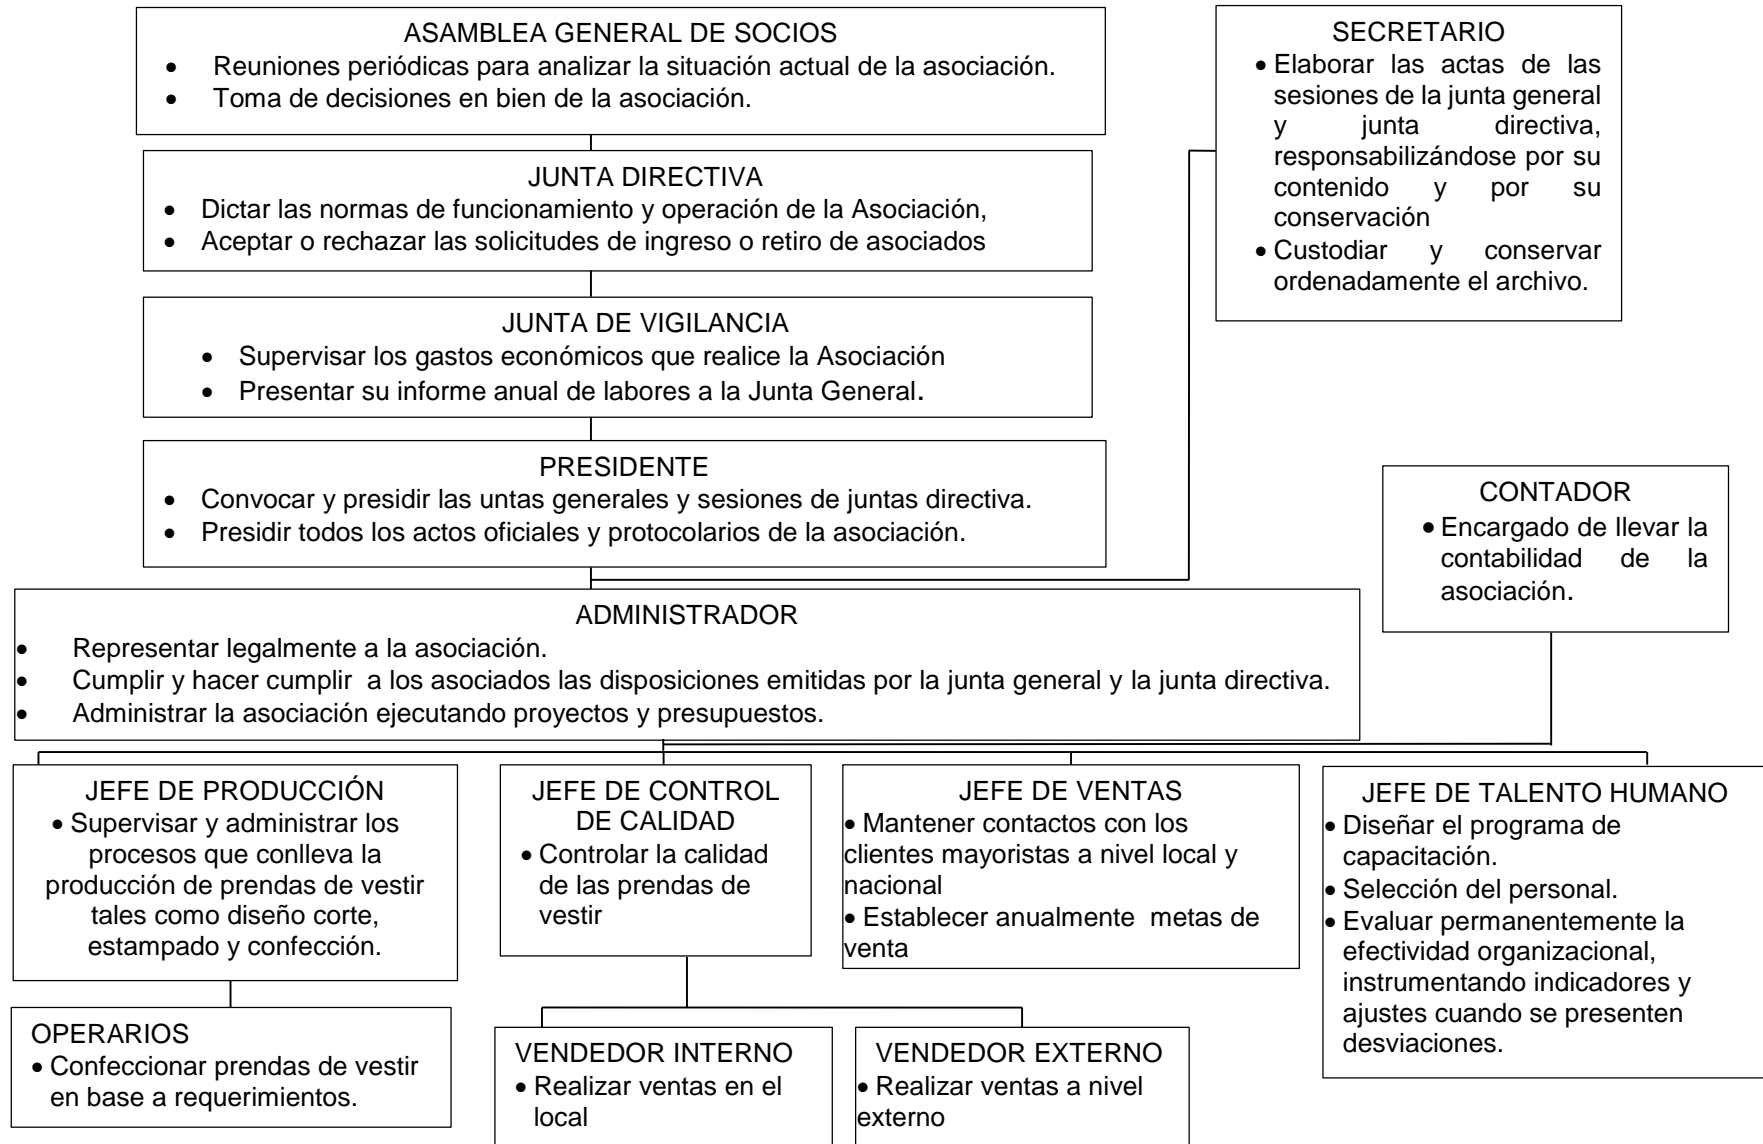 ASAMBLEA GENERAL DE SOCIOS
• Reuniones periódicas para analizar la situación actual de la asociación.
• Toma de decisiones en bien de la asociación.
SECRETARIO
• Elaborar las actas de las
sesiones de la junta general
y junta directiva,
responsabilizándose por su
contenido y por su
conservación
• Custodiar y conservar
ordenadamente el archivo.
JUNTA DIRECTIVA
• Dictar las normas de funcionamiento y operación de la Asociación,
• Aceptar o rechazar las solicitudes de ingreso o retiro de asociados
JUNTA DE VIGILANCIA
• Supervisar los gastos económicos que realice la Asociación
• Presentar su informe anual de labores a la Junta General.
PRESIDENTE
• Convocar y presidir las untas generales y sesiones de juntas directiva.
• Presidir todos los actos oficiales y protocolarios de la asociación.
CONTADOR
• Encargado de llevar la
contabilidad de la
asociación.
ADMINISTRADOR
• Representar legalmente a la asociación.
• Cumplir y hacer cumplir a los asociados las disposiciones emitidas por la junta general y la junta directiva.
• Administrar la asociación ejecutando proyectos y presupuestos.
JEFE DE PRODUCCIÓN
• Supervisar y administrar los
procesos que conlleva la
producción de prendas de vestir
tales como diseño corte,
estampado y confección.
JEFE DE CONTROL
DE CALIDAD
• Controlar la calidad
de las prendas de
vestir
JEFE DE VENTAS
• Mantener contactos con los
clientes mayoristas a nivel local y
nacional
• Establecer anualmente metas de
venta
JEFE DE TALENTO HUMANO
• Diseñar el programa de
capacitación.
• Selección del personal.
• Evaluar permanentemente la
efectividad organizacional,
instrumentando indicadores y
ajustes cuando se presenten
desviaciones.
OPERARIOS
• Confeccionar prendas de vestir
en base a requerimientos.
VENDEDOR INTERNO
• Realizar ventas en el
local
VENDEDOR EXTERNO
• Realizar ventas a nivel
externo